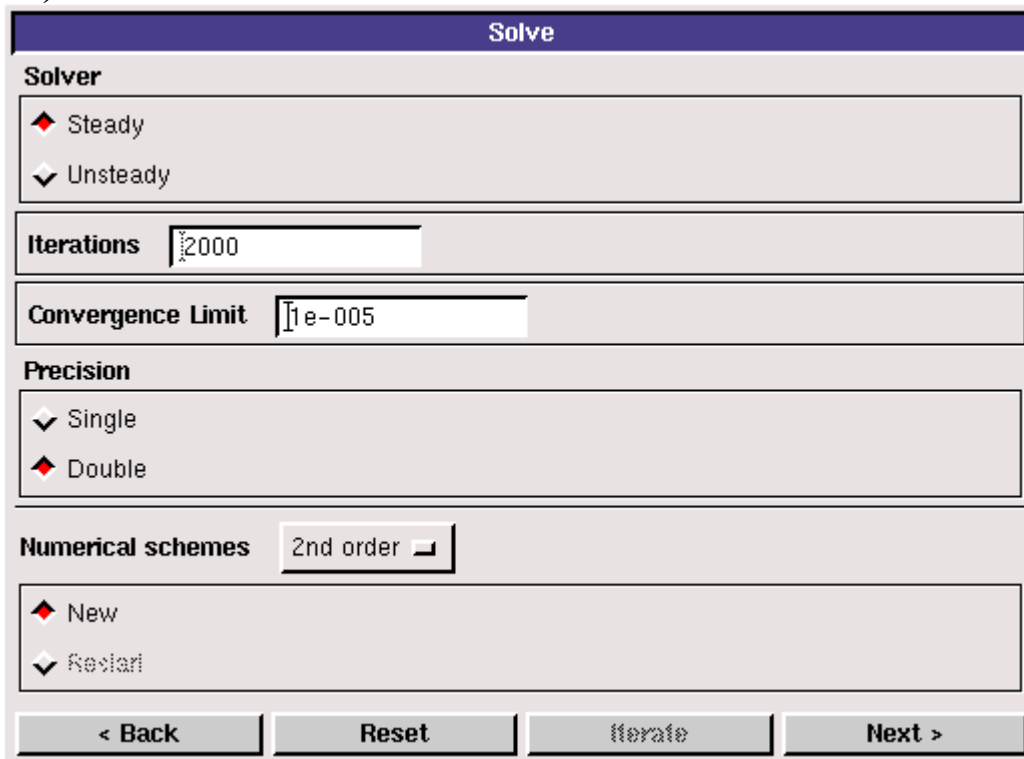 Solve
Solver
Steady
Unsteady
Iterations 2000
Convergence Limit 1e-005
Precision
Single
Double
Numerical schemes 2nd order
New
Restart
< Back Reset Iterate Next >